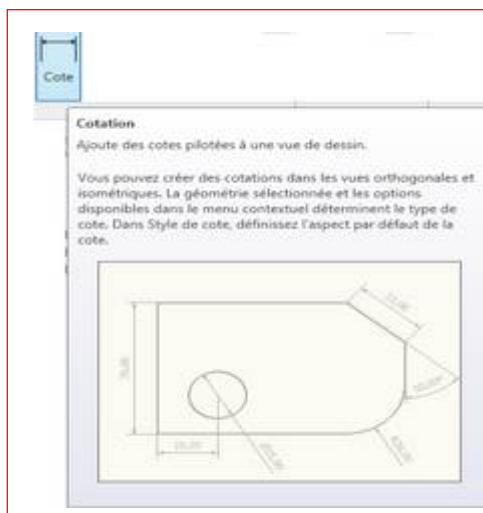 Cote
Cotation
Ajoute des cotes pilotées à une vue de dessin.
Vous pouvez créer des cotations dans les vues orthogonales et
isométriques. La géométrie sélectionnée et les options
disponibles dans le menu contextuel déterminent le type de
cote. Dans Style de cote, définissez l'aspect par défaut de la
cote.